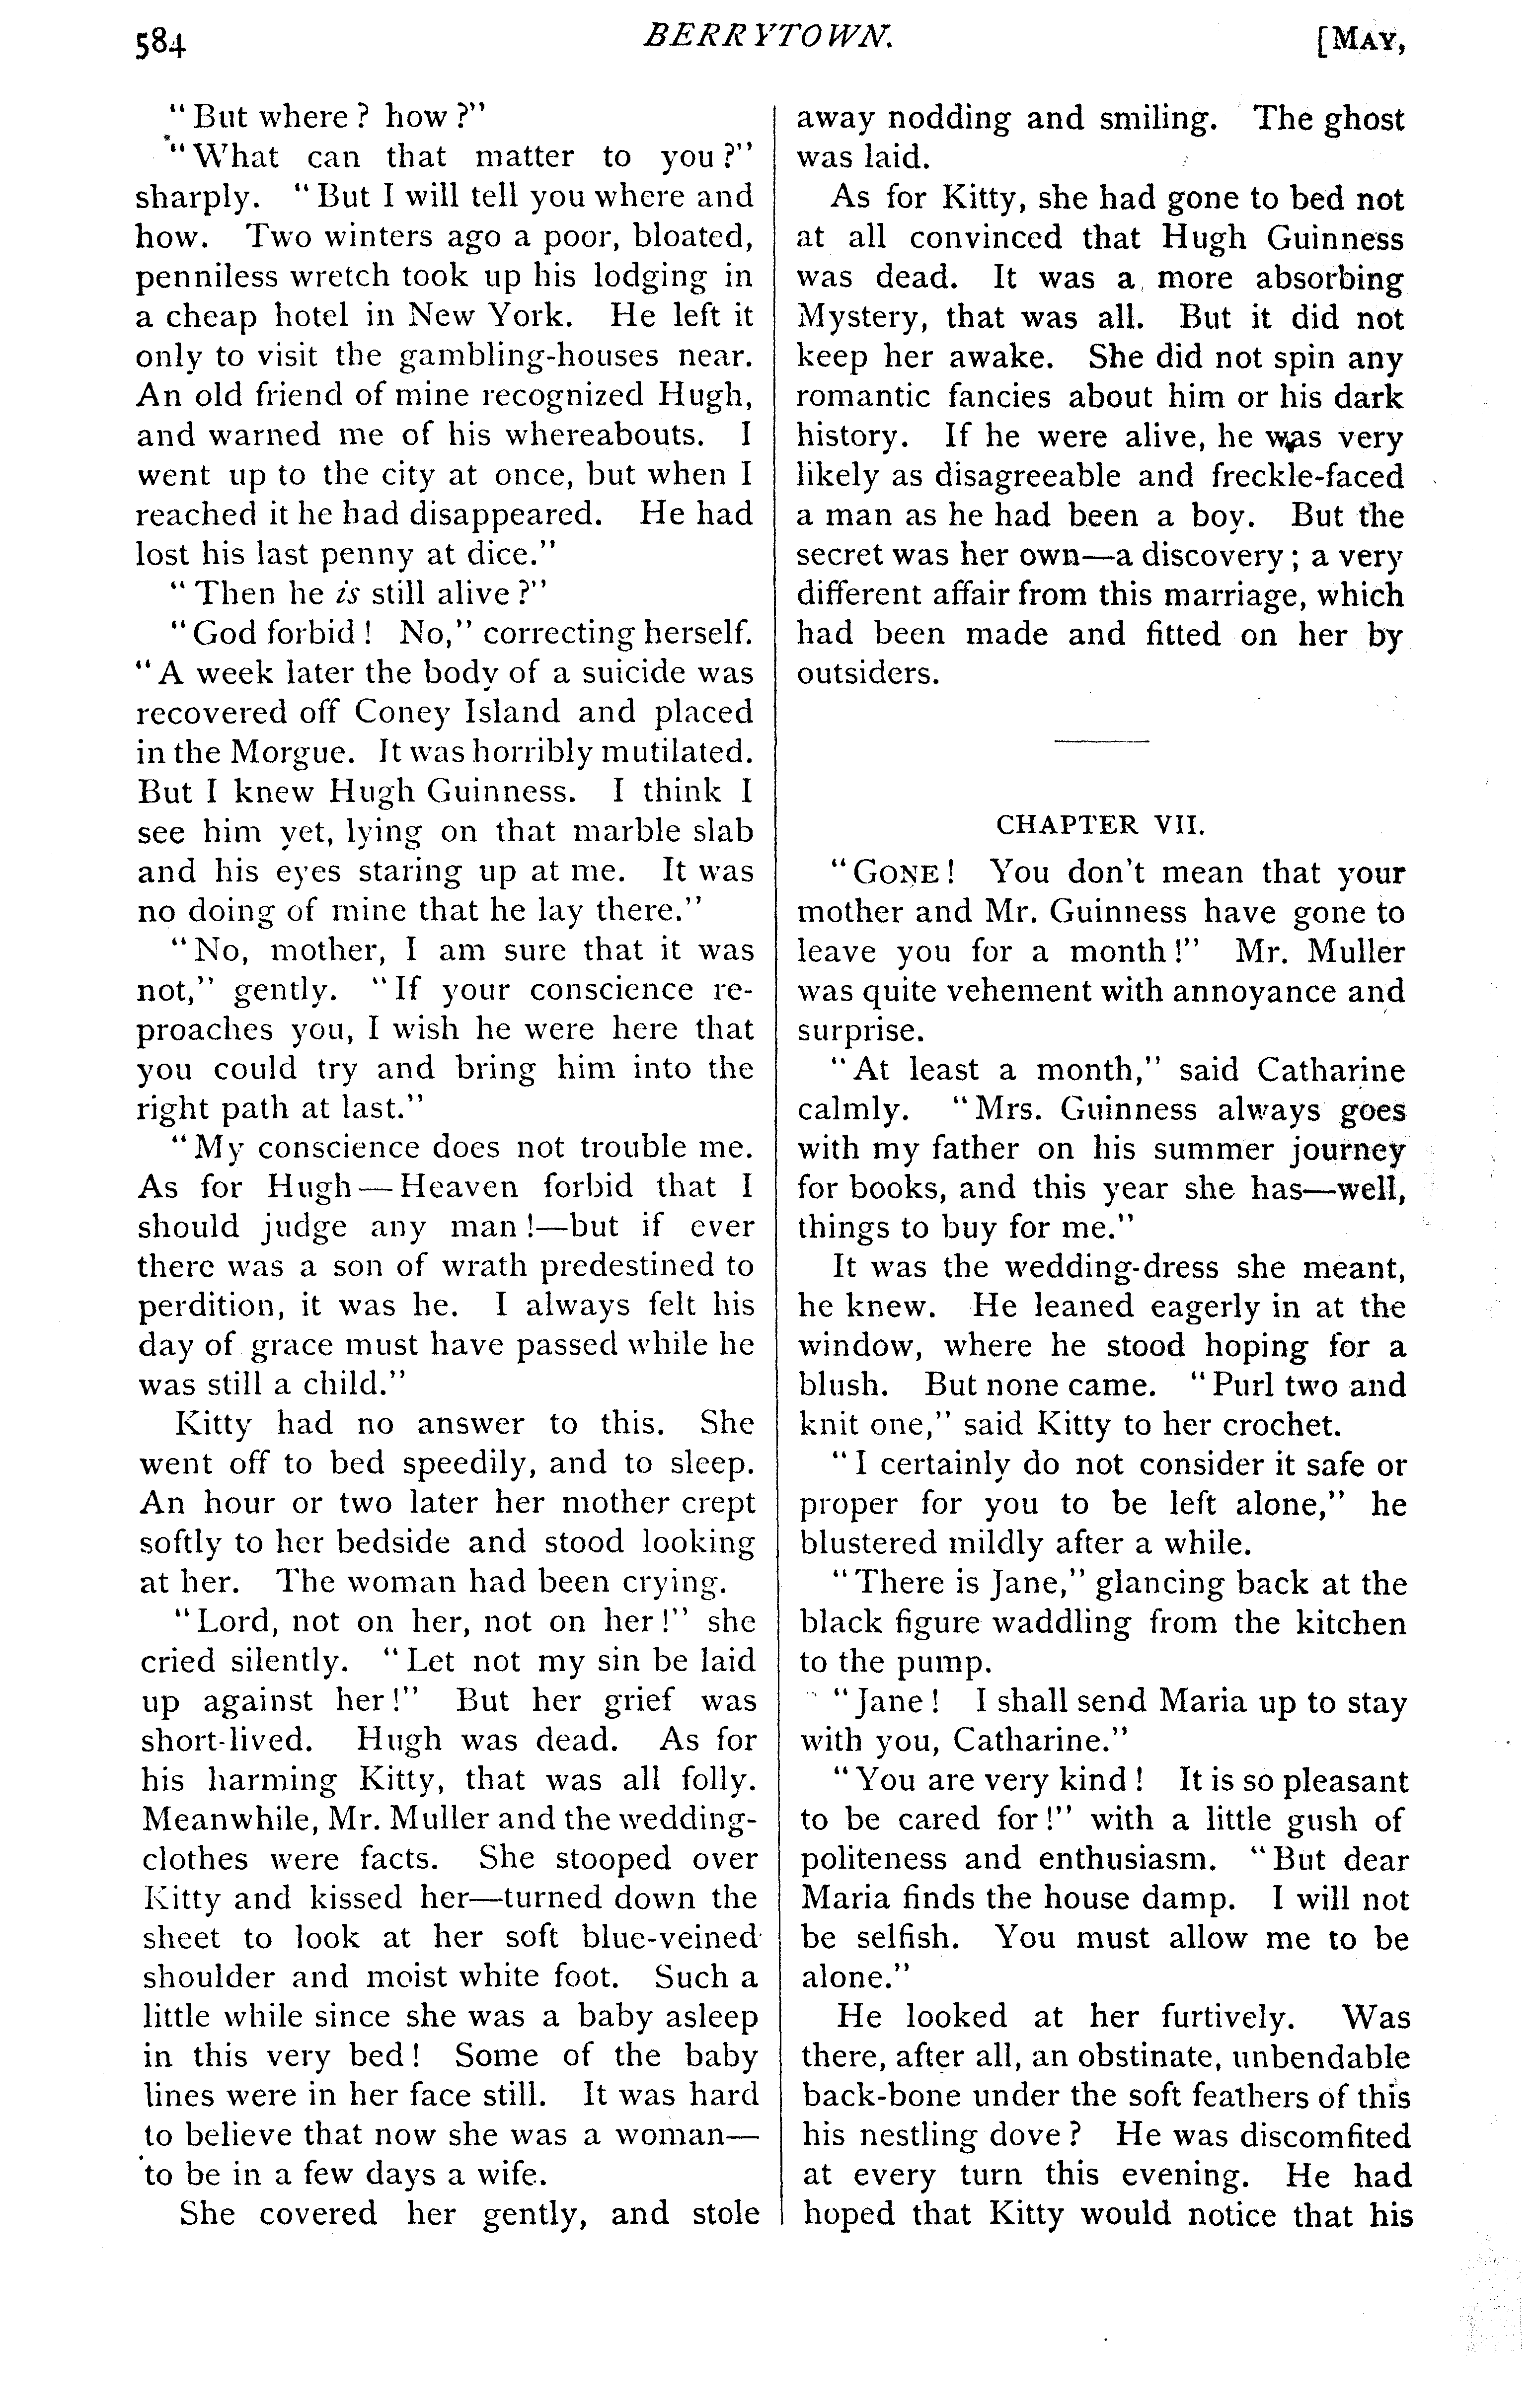 584
BERRYTOWN.
[MAY,
"But where? how?"
"What can that matter to you?"
sharply. "But I will tell you where and
how. Two winters ago a poor, bloated,
penniless wretch took up his lodging in
a cheap hotel in New York. He left it
only to visit the gambling-houses near.
An old friend of mine recognized Hugh,
and warned me of his whereabouts. I
went up to the city at once, but when I
reached it he had disappeared. He had
lost his last penny at dice."
"Then he is still alive?"
"God forbid! No," correcting herself.
"A week later the body of a suicide was
recovered off Coney Island and placed
in the Morgue. It was horribly mutilated.
But I knew Hugh Guinness. I think I
see him yet, lying on that marble slab
and his eyes staring up at me. It was
no doing of mine that he lay there."
"No, mother, I am sure that it was
not," gently. "If your conscience re-
proaches you, I wish he were here that
you could try and bring him into the
right path at last."
"My conscience does not trouble me.
As for Hugh—Heaven forbid that I
should judge any man!—but if ever
there was a son of wrath predestined to
perdition, it was he. I always felt his
day of grace must have passed while he
was still a child."
Kitty had no answer to this. She
went off to bed speedily, and to sleep.
An hour or two later her mother crept
softly to her bedside and stood looking
at her. The woman had been crying.
"Lord, not on her, not on her!" she
cried silently. "Let not my sin be laid
up against her!" But her grief was
short-lived. Hugh was dead. As for
his harming Kitty, that was all folly.
Meanwhile, Mr. Muller and the wedding-
clothes were facts. She stooped over
Kitty and kissed her—turned down the
sheet to look at her soft blue-veined
shoulder and moist white foot. Such a
little while since she was a baby asleep
in this very bed! Some of the baby
lines were in her face still. It was hard
to believe that now she was a woman—
to be in a few days a wife.
She covered her gently, and stole
away nodding and smiling. The ghost
was laid.
As for Kitty, she had gone to bed not
at all convinced that Hugh Guinness
was dead. It was a more absorbing
Mystery, that was all. But it did not
keep her awake. She did not spin any
romantic fancies about him or his dark
history. If he were alive, he was very
likely as disagreeable and freckle-faced
a man as he had been a boy. But the
secret was her own—a discovery; a very
different affair from this marriage, which
had been made and fitted on her by
outsiders.
CHAPTER VII.
"GONE! You don't mean that your
mother and Mr. Guinness have gone to
leave you for a month!" Mr. Muller
was quite vehement with annoyance and
surprise.
"At least a month," said Catharine
calmly. "Mrs. Guinness always goes
with my father on his summer journey
for books, and this year she has—well,
things to buy for me."
It was the wedding-dress she meant,
he knew. He leaned eagerly in at the
window, where he stood hoping for a
blush. But none came. "Purl two and
knit one," said Kitty to her crochet.
"I certainly do not consider it safe or
proper for you to be left alone," he
blustered mildly after a while.
"There is Jane," glancing back at the
black figure waddling from the kitchen
to the pump.
"Jane! I shall send Maria up to stay
with you, Catharine."
"You are very kind! It is so pleasant
to be cared for!" with a little gush of
politeness and enthusiasm. "But dear
Maria finds the house damp. I will not
be selfish. You must allow me to be
alone."
He looked at her furtively. Was
there, after all, an obstinate, unbendable
back-bone under the soft feathers of this
his nestling dove? He was discomfited
at every turn this evening. He had
hoped that Kitty would notice that his